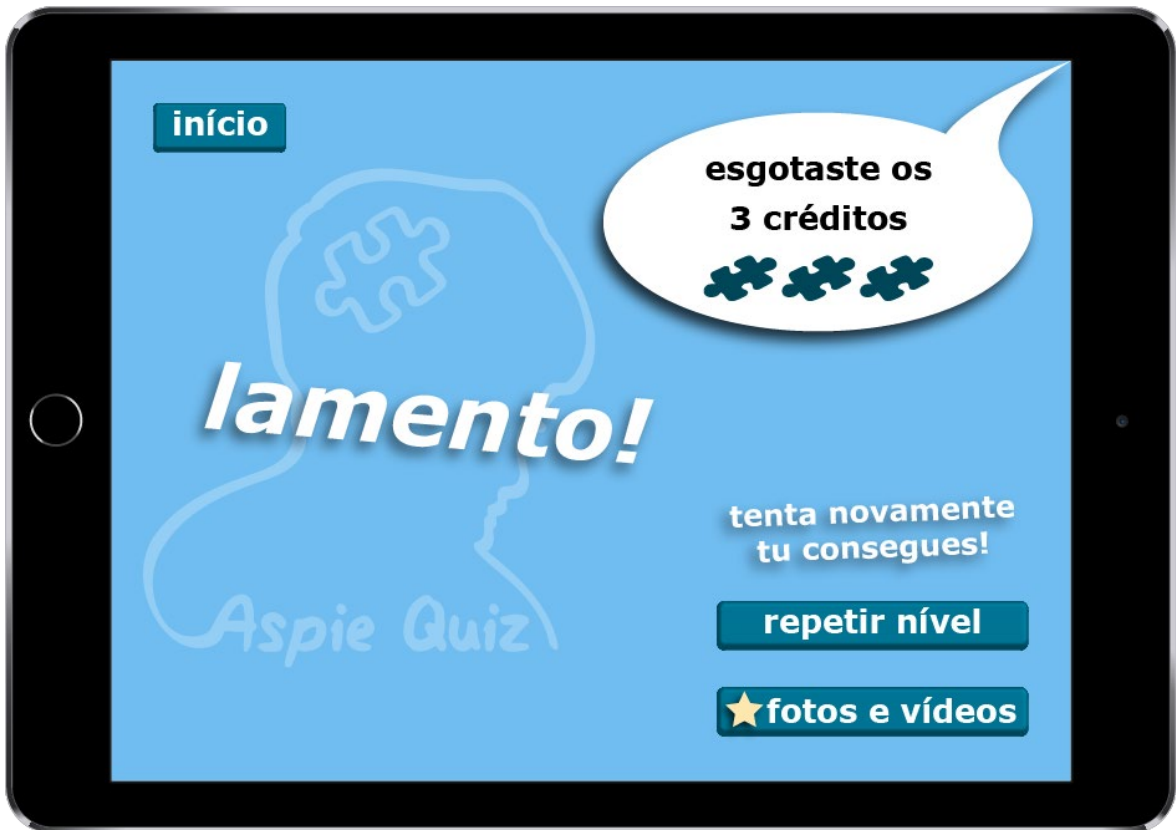 início
esgotaste os
3 créditos
lamento!
tenta novamente
tu consegues!
Aspie Quiz
repetir nível
fotos e vídeos